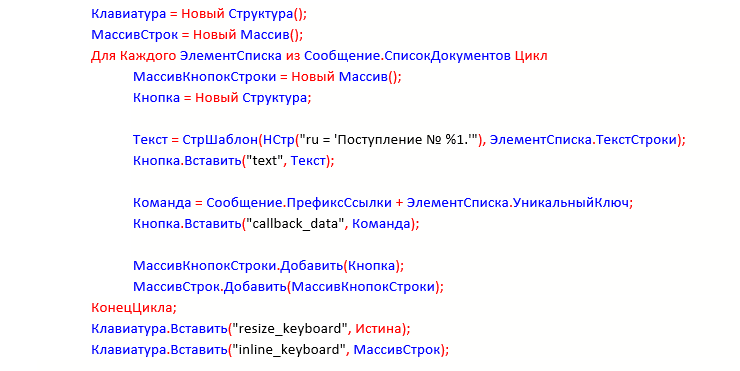 Клавиатура = Новый Структура();
МассивСтрок = Новый Массив();
Для Каждого ЭлементСписка из Сообщение.СписокДокументов Цикл
МассивКнопокСтроки = Новый Массив();
Кнопка = Новый Структура;
Текст = СтрШаблон(НСтр("ru = 'Поступление № %1.'"), ЭлементСписка.ТекстСтроки);
Кнопка.Вставить("text", Текст);
Команда = Сообщение.ПрефиксСсылки + ЭлементСписка.УникальныйКлюч;
Кнопка.Вставить("callback_data", Команда);
МассивКнопокСтроки.Добавить(Кнопка);
МассивСтрок.Добавить(МассивКнопокСтроки);
КонецЦикла;
Клавиатура.Вставить("resize_keyboard", Истина);
Клавиатура.Вставить("inline_keyboard", МассивСтрок);